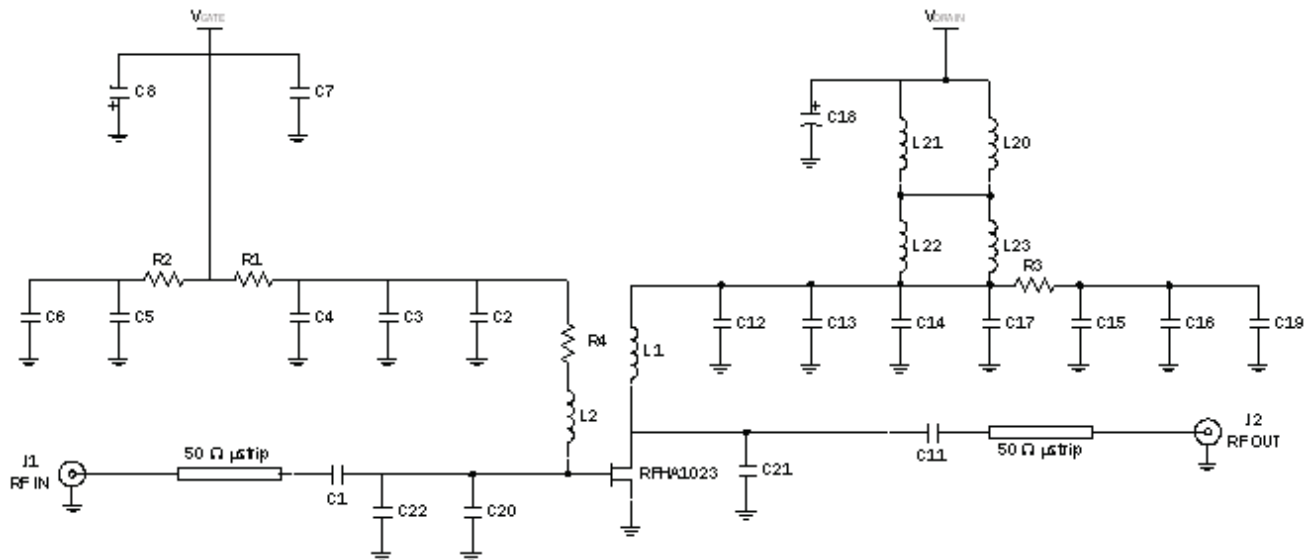 VGATE
VDRAIN
C8
C7
C18
L21
L20
L22
L23
R2
R1
R3
C6
C5
C4
C3
C2
R4
L1
C12
C13
C14
C17
C15
C16
C19
L2
J1
RF IN
50 Ω µstrip
C1
C22
C20
RFHA1023
C21
C11
50 Ω µstrip
J2
RF OUT